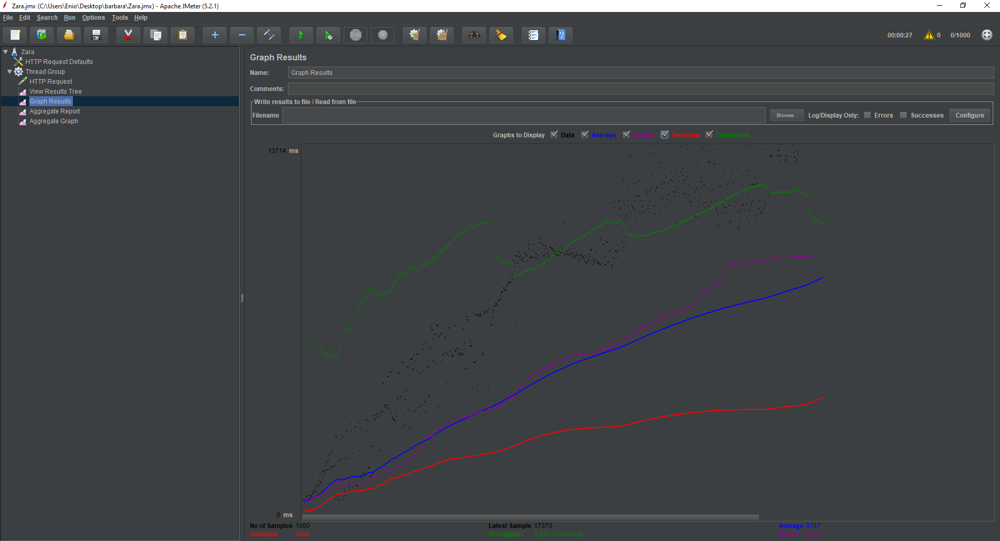 Zara.jmx (C:\Users\Enio\Desktop\barbara\Zara.jmx) - Apache JMeter (5.2.1)
File Edit Search Run Options Tools Help
STOP
00:00:27 0 0/1000
Zara
HTTP Request Defaults
Thread Group
HTTP Request
View Results Tree
Graph Results
Aggregate Report
Aggregate Graph
Graph Results
Name: Graph Results
Comments:
Write results to file / Read from file
Filename Browse... Log/Display Only: Errors Successes Configure
Graphs to Display Data Average Median Deviation Throughput
13714 ms
0 ms
No of Samples 1000 Latest Sample 17373 Average 8787
Deviation 4286 Throughput 2,216.394/minute Median